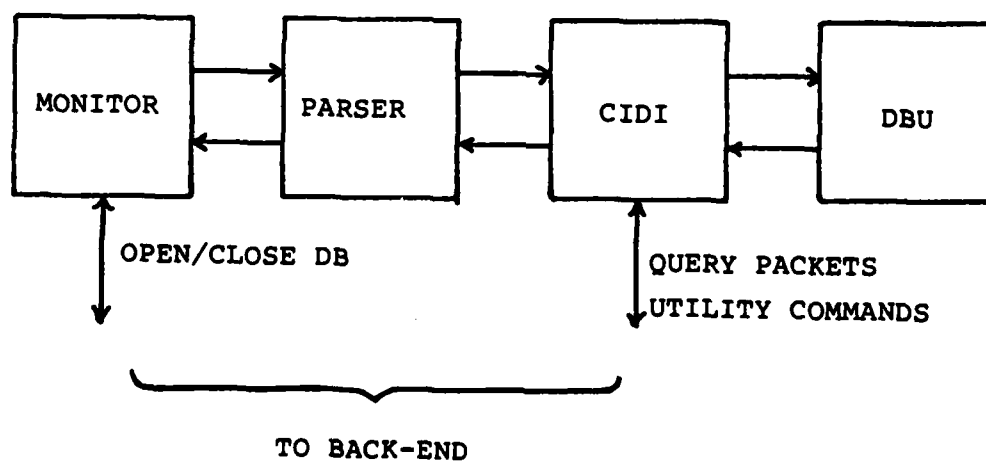 MONITOR
PARSER
CIDI
DBU
OPEN/CLOSE DB
QUERY PACKETS
UTILITY COMMANDS
TO BACK-END